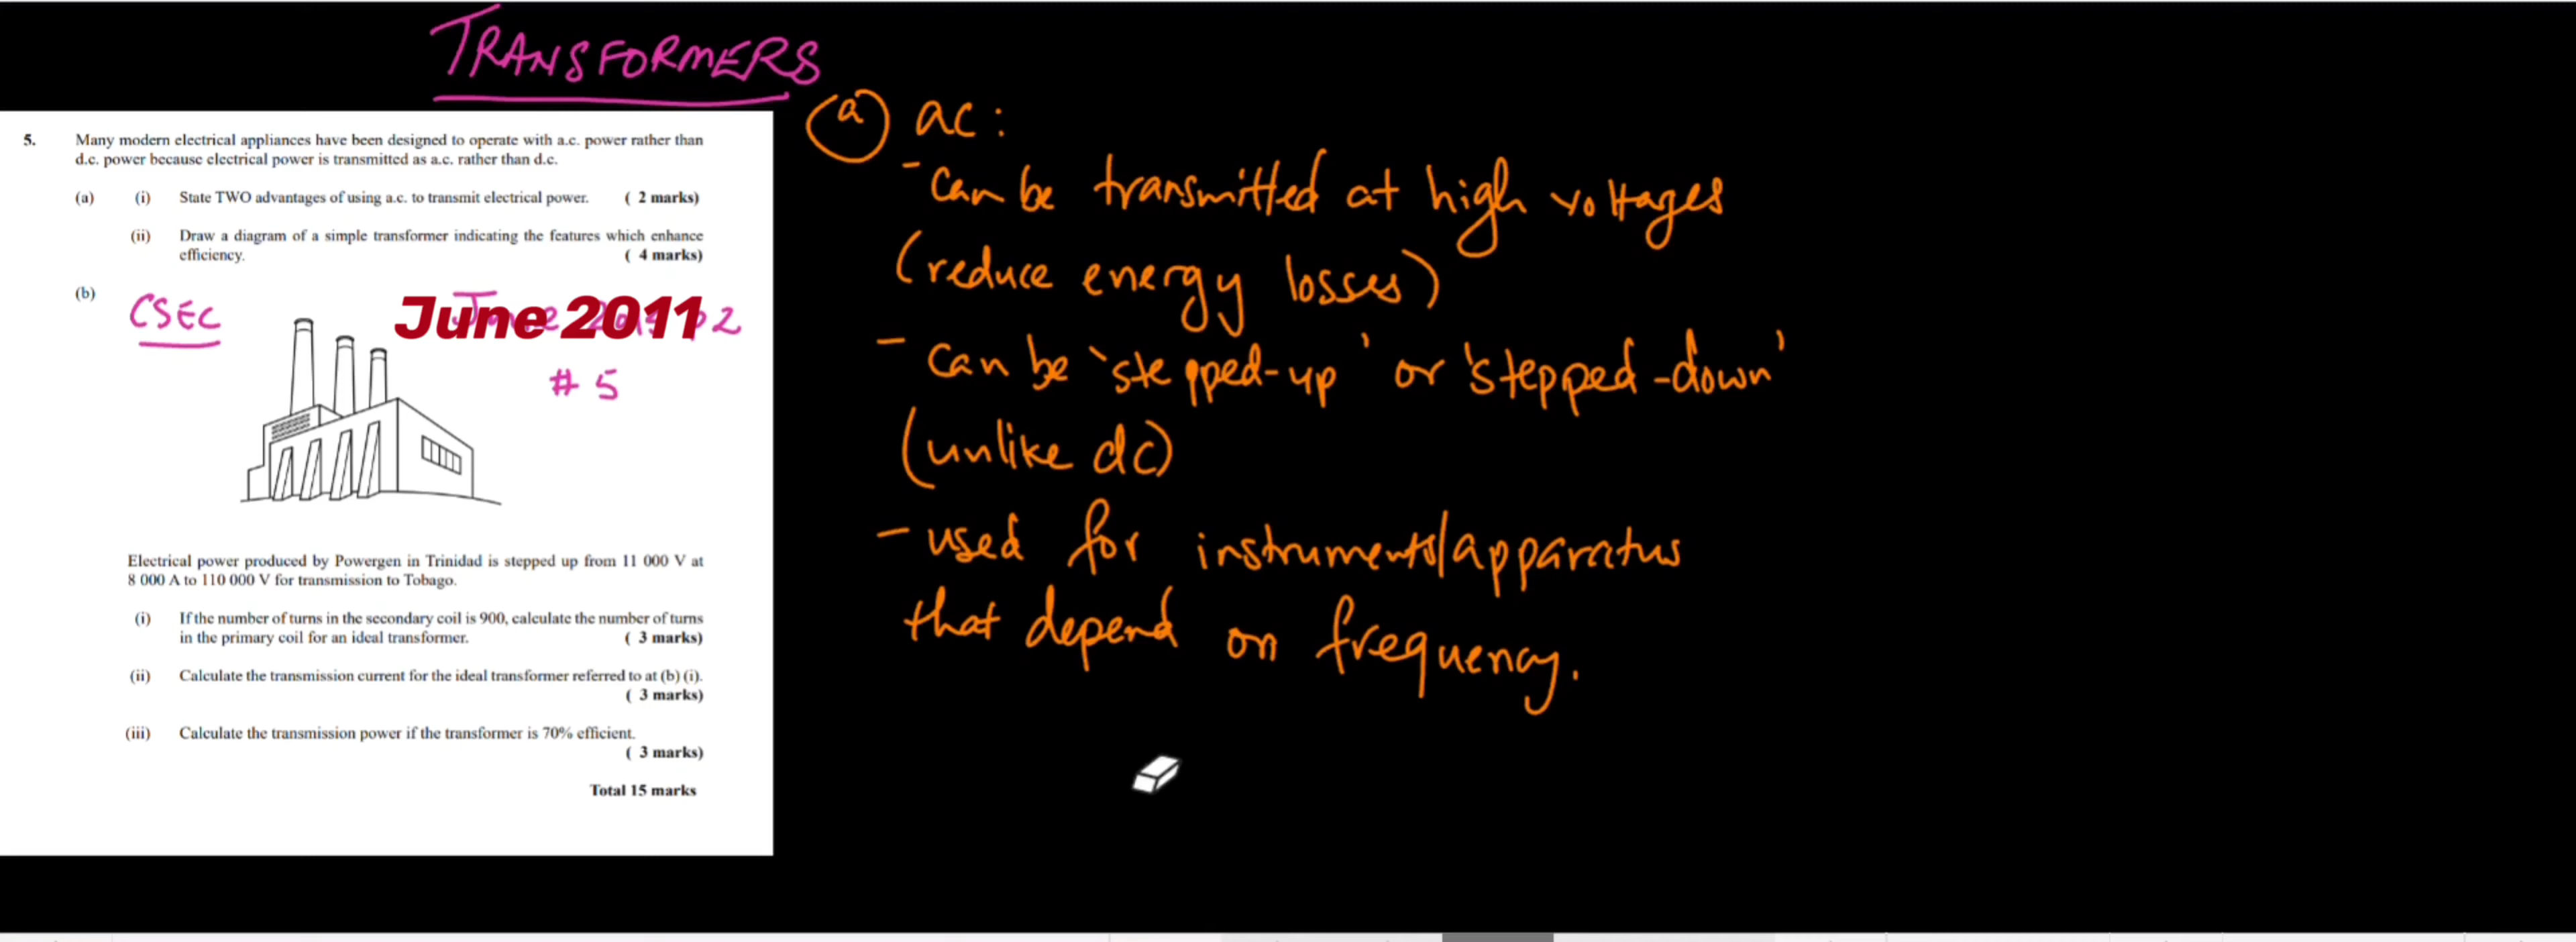 TRANSFORMERS
5. Many modern electrical appliances have been designed to operate with a.c. power rather than
d.c. power because electrical power is transmitted as a.c. rather than d.c.
(a) (i) State TWO advantages of using a.c. to transmit electrical power. ( 2 marks)
(ii) Draw a diagram of a simple transformer indicating the features which enhance
efficiency. ( 4 marks)
(b)
CSEC
June 2011
P2
# 5
Electrical power produced by Powergen in Trinidad is stepped up from 11 000 V at
8 000 A to 110 000 V for transmission to Tobago.
(i) If the number of turns in the secondary coil is 900, calculate the number of turns
in the primary coil for an ideal transformer. ( 3 marks)
(ii) Calculate the transmission current for the ideal transformer referred to at (b) (i).
( 3 marks)
(iii) Calculate the transmission power if the transformer is 70% efficient.
( 3 marks)
Total 15 marks
(a) ac:
- can be transmitted at high voltages
(reduce energy losses)
- can be 'stepped-up' or 'stepped-down'
(unlike dc)
- used for instruments/apparatus
that depend on frequency.